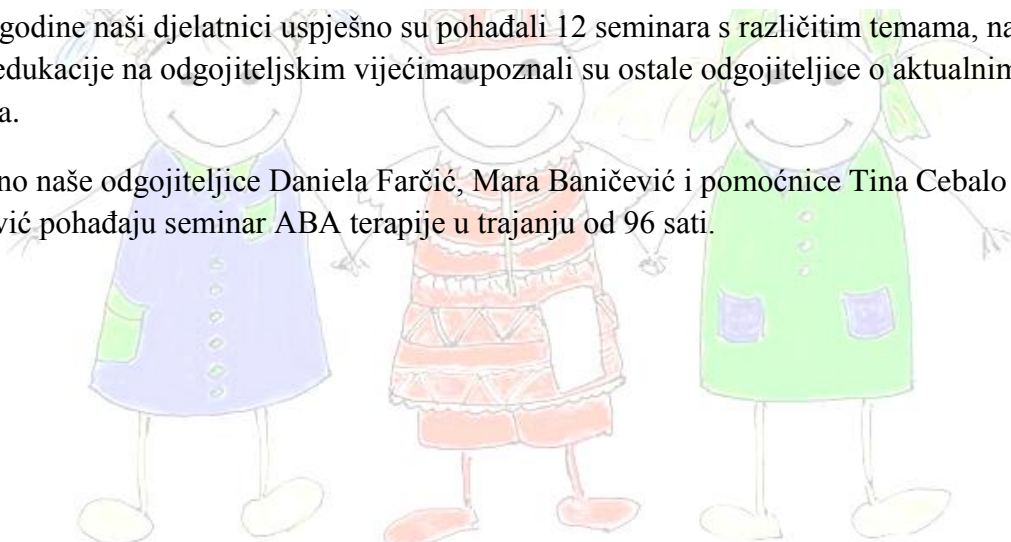 godine naši djelatnici uspješno su pohađali 12 seminara s različitim temama, na
edukacije na odgojiteljskim vijećimaupoznali su ostale odgojiteljice o aktualnim
a.
no naše odgojiteljice Daniela Farčić, Mara Baničević i pomoćnice Tina Cebalo
vić pohađaju seminar ABA terapije u trajanju od 96 sati.